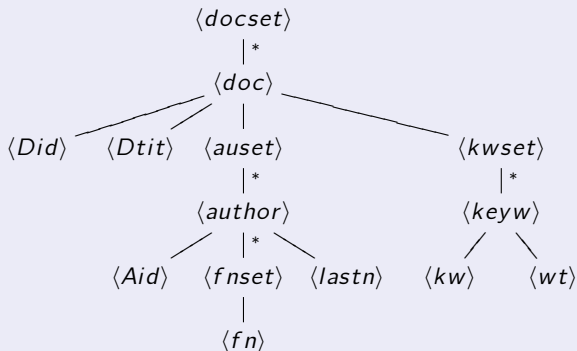 ⟨docset⟩
*
⟨doc⟩
⟨Did⟩ ⟨Dtit⟩ ⟨auset⟩ ⟨kwset⟩
* *
⟨author⟩ ⟨keyw⟩
*
⟨Aid⟩ ⟨fnset⟩ ⟨lastn⟩ ⟨kw⟩ ⟨wt⟩
⟨fn⟩